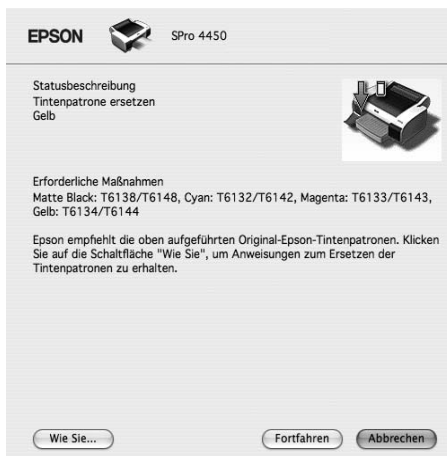 EPSON SPro 4450
Statusbeschreibung
Tintenpatrone ersetzen
Gelb
Erforderliche Maßnahmen
Matte Black: T6138/T6148, Cyan: T6132/T6142, Magenta: T6133/T6143,
Gelb: T6134/T6144
Epson empfiehlt die oben aufgeführten Original-Epson-Tintenpatronen. Klicken
Sie auf die Schaltfläche "Wie Sie", um Anweisungen zum Ersetzen der
Tintenpatronen zu erhalten.
Wie Sie... Fortfahren Abbrechen